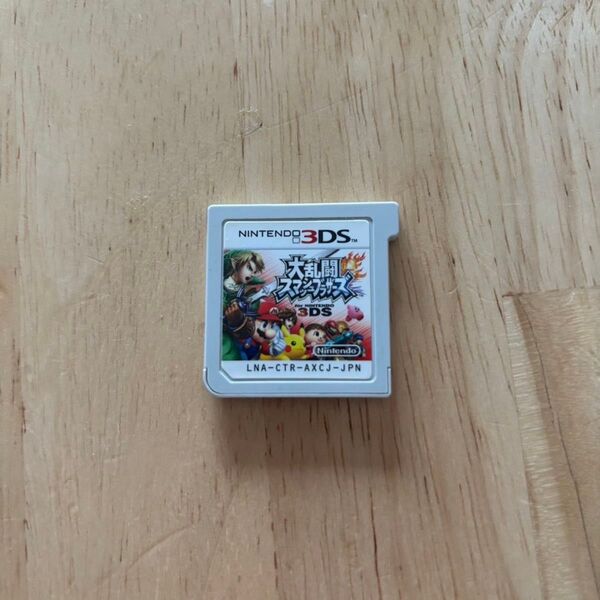 NINTENDO 3DS™
大乱闘
スマッシュブラザーズ
for NINTENDO
3DS
Nintendo
LNA-CTR-AXCJ-JPN